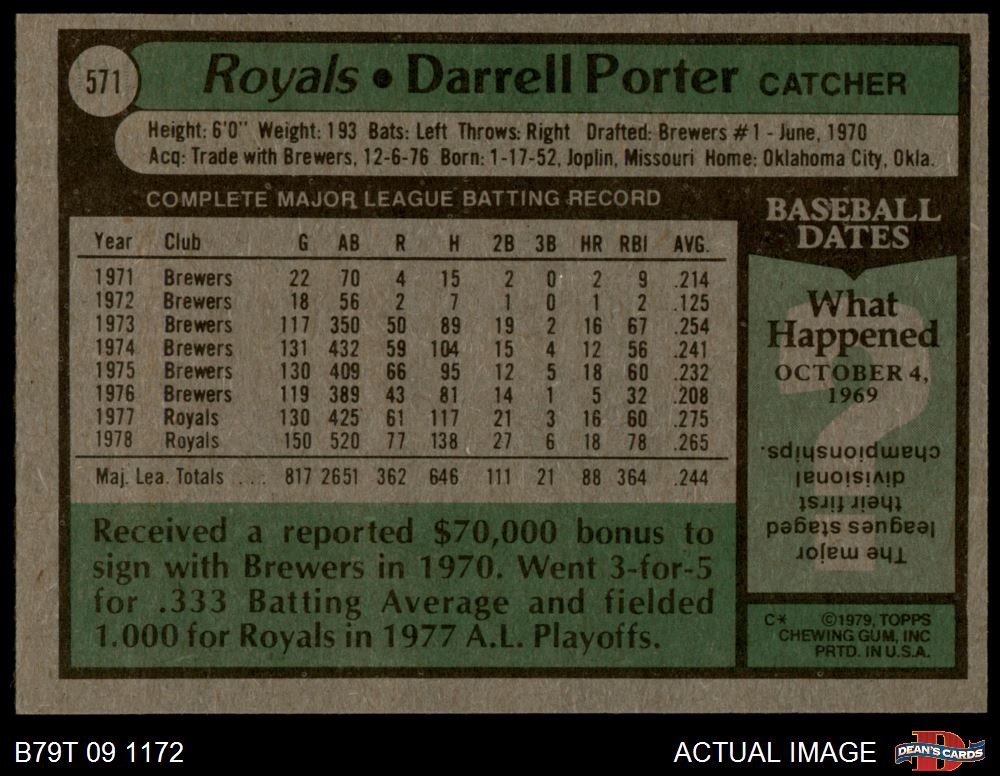 571
Royals • Darrell Porter CATCHER
Height: 6'0" Weight: 193 Bats: Left Throws: Right Drafted: Brewers #1 - June, 1970
Acq: Trade with Brewers, 12-6-76 Born: 1-17-52, Joplin, Missouri Home: Oklahoma City, Okla.
COMPLETE MAJOR LEAGUE BATTING RECORD
Year Club G AB R H 2B 3B HR RBI AVG.
1971 Brewers 22 70 4 15 2 0 2 9 .214
1972 Brewers 18 56 2 7 1 0 1 2 .125
1973 Brewers 117 350 50 89 19 2 16 67 .254
1974 Brewers 131 432 59 104 15 4 12 56 .241
1975 Brewers 130 409 66 95 12 5 18 60 .232
1976 Brewers 119 389 43 81 14 1 5 32 .208
1977 Royals 130 425 61 117 21 3 16 60 .275
1978 Royals 150 520 77 138 27 6 18 78 .265
Maj. Lea. Totals .... 817 2651 362 646 111 21 88 364 .244
Received a reported $70,000 bonus to
sign with Brewers in 1970. Went 3-for-5
for .333 Batting Average and fielded
1.000 for Royals in 1977 A.L. Playoffs.
BASEBALL
DATES
What
Happened
OCTOBER 4,
1969
?
The major
leagues staged
their first
divisional
championships.
C* ©1979, TOPPS
CHEWING GUM, INC
PRTD. IN U.S.A.
B79T 09 1172
ACTUAL IMAGE
DEAN'S CARDS